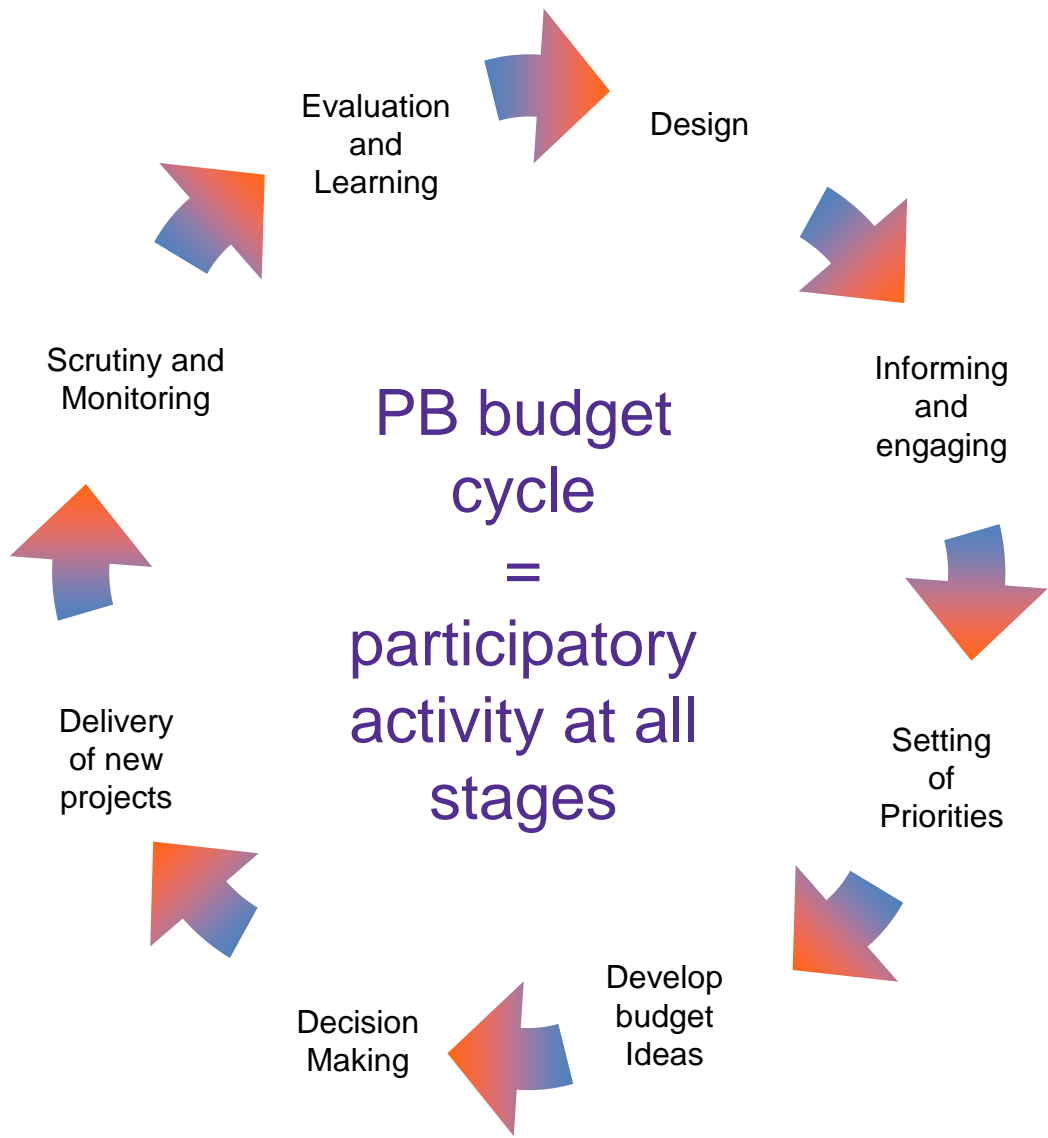 Evaluation
and
Learning
Design
Informing
and
engaging
Setting
of
Priorities
Develop
budget
Ideas
Decision
Making
Delivery
of new
projects
Scrutiny and
Monitoring
PB budget
cycle
=
participatory
activity at all
stages